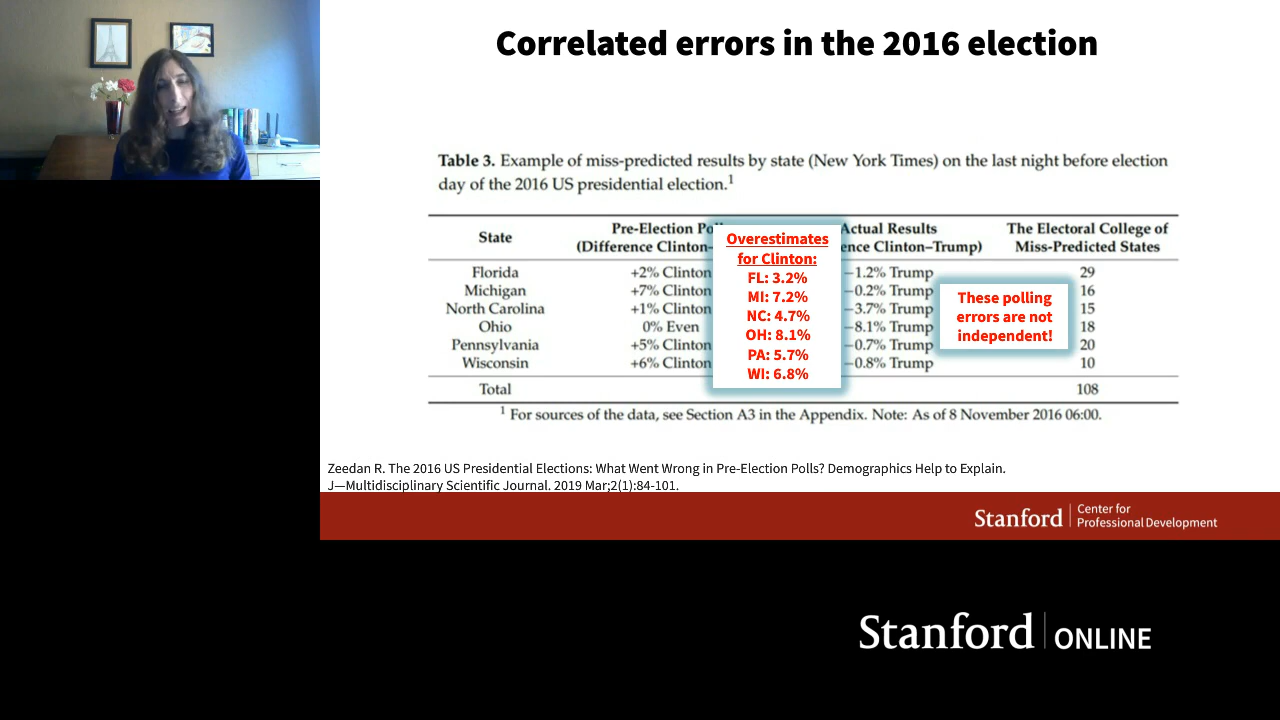 Correlated errors in the 2016 election
Table 3. Example of miss-predicted results by state (New York Times) on the last night before election
day of the 2016 US presidential election.1
State
Pre-Election
(Difference Clinton–
Actual Results
Clinton–Trump)
The Electoral College of
Miss-Predicted States
Florida +2% Clinton −1.2% Trump 29
Michigan +7% Clinton −0.2% Trump 16
North Carolina +1% Clinton −3.7% Trump 15
Ohio 0% Even −8.1% Trump 18
Pennsylvania +5% Clinton −0.7% Trump 20
Wisconsin +6% Clinton −0.8% Trump 10
Total 108
Overestimates
for Clinton:
FL: 3.2%
MI: 7.2%
NC: 4.7%
OH: 8.1%
PA: 5.7%
WI: 6.8%
These polling
errors are not
independent!
1 For sources of the data, see Section A3 in the Appendix. Note: As of 8 November 2016 06:00.
Zeedan R. The 2016 US Presidential Elections: What Went Wrong in Pre-Election Polls? Demographics Help to Explain.
J—Multidisciplinary Scientific Journal. 2019 Mar;2(1):84-101.
Stanford
Center for
Professional Development
Stanford ONLINE